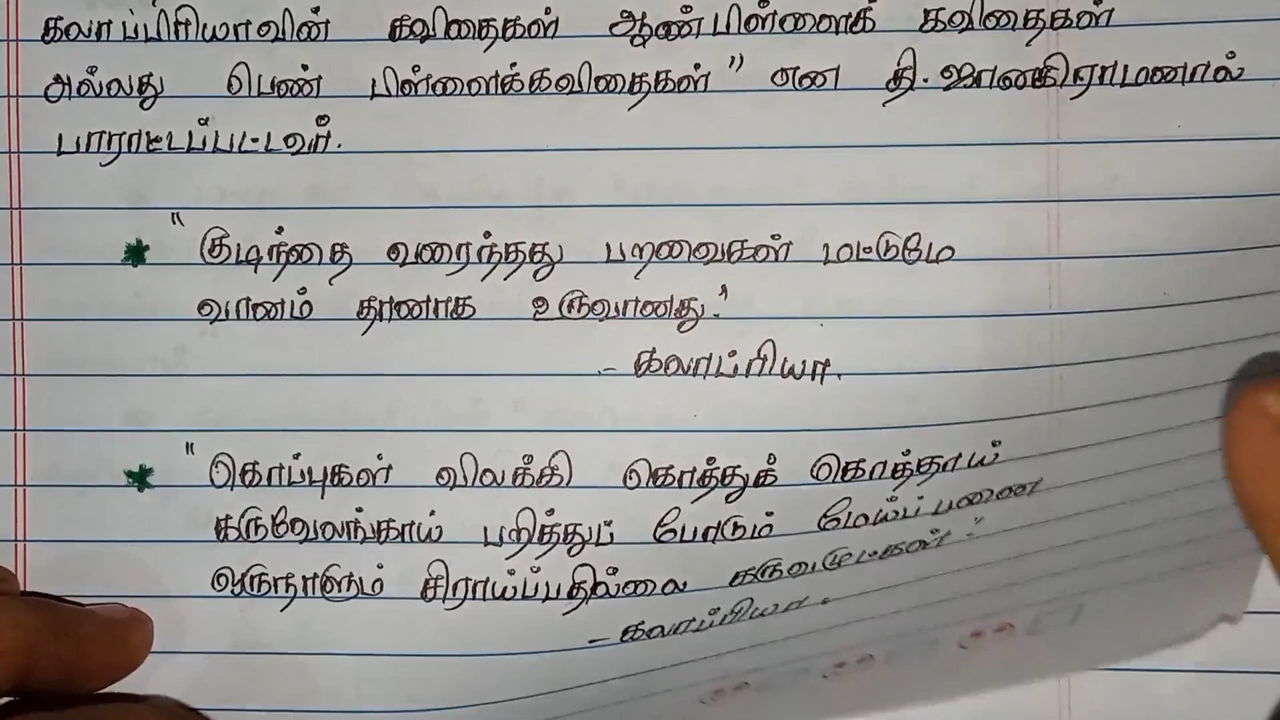 கலாப்பிரியாவின் கவிதைகள் ஆண்பிள்ளைக் கவிதைகள்
அல்லது பெண் பிள்ளைக்கவிதைகள்" என தி. ஜானகிராமனால்
பாராட்டப்பட்டவர்.
" குடிந்தை வரைந்தது பறவைகள் மட்டுமே
வானம் தானாக உருவானது."
- கலாப்ரியா.
" கொப்புகள் விலக்கி கொத்துக் கொத்தாய்
கருவேலங்காய் பறித்துப் போடும் மேய்ப்பனை
ஒருநாளும் சிராய்ப்பதில்லை கருவமுட்கள்."
- கலாப்ரியா.